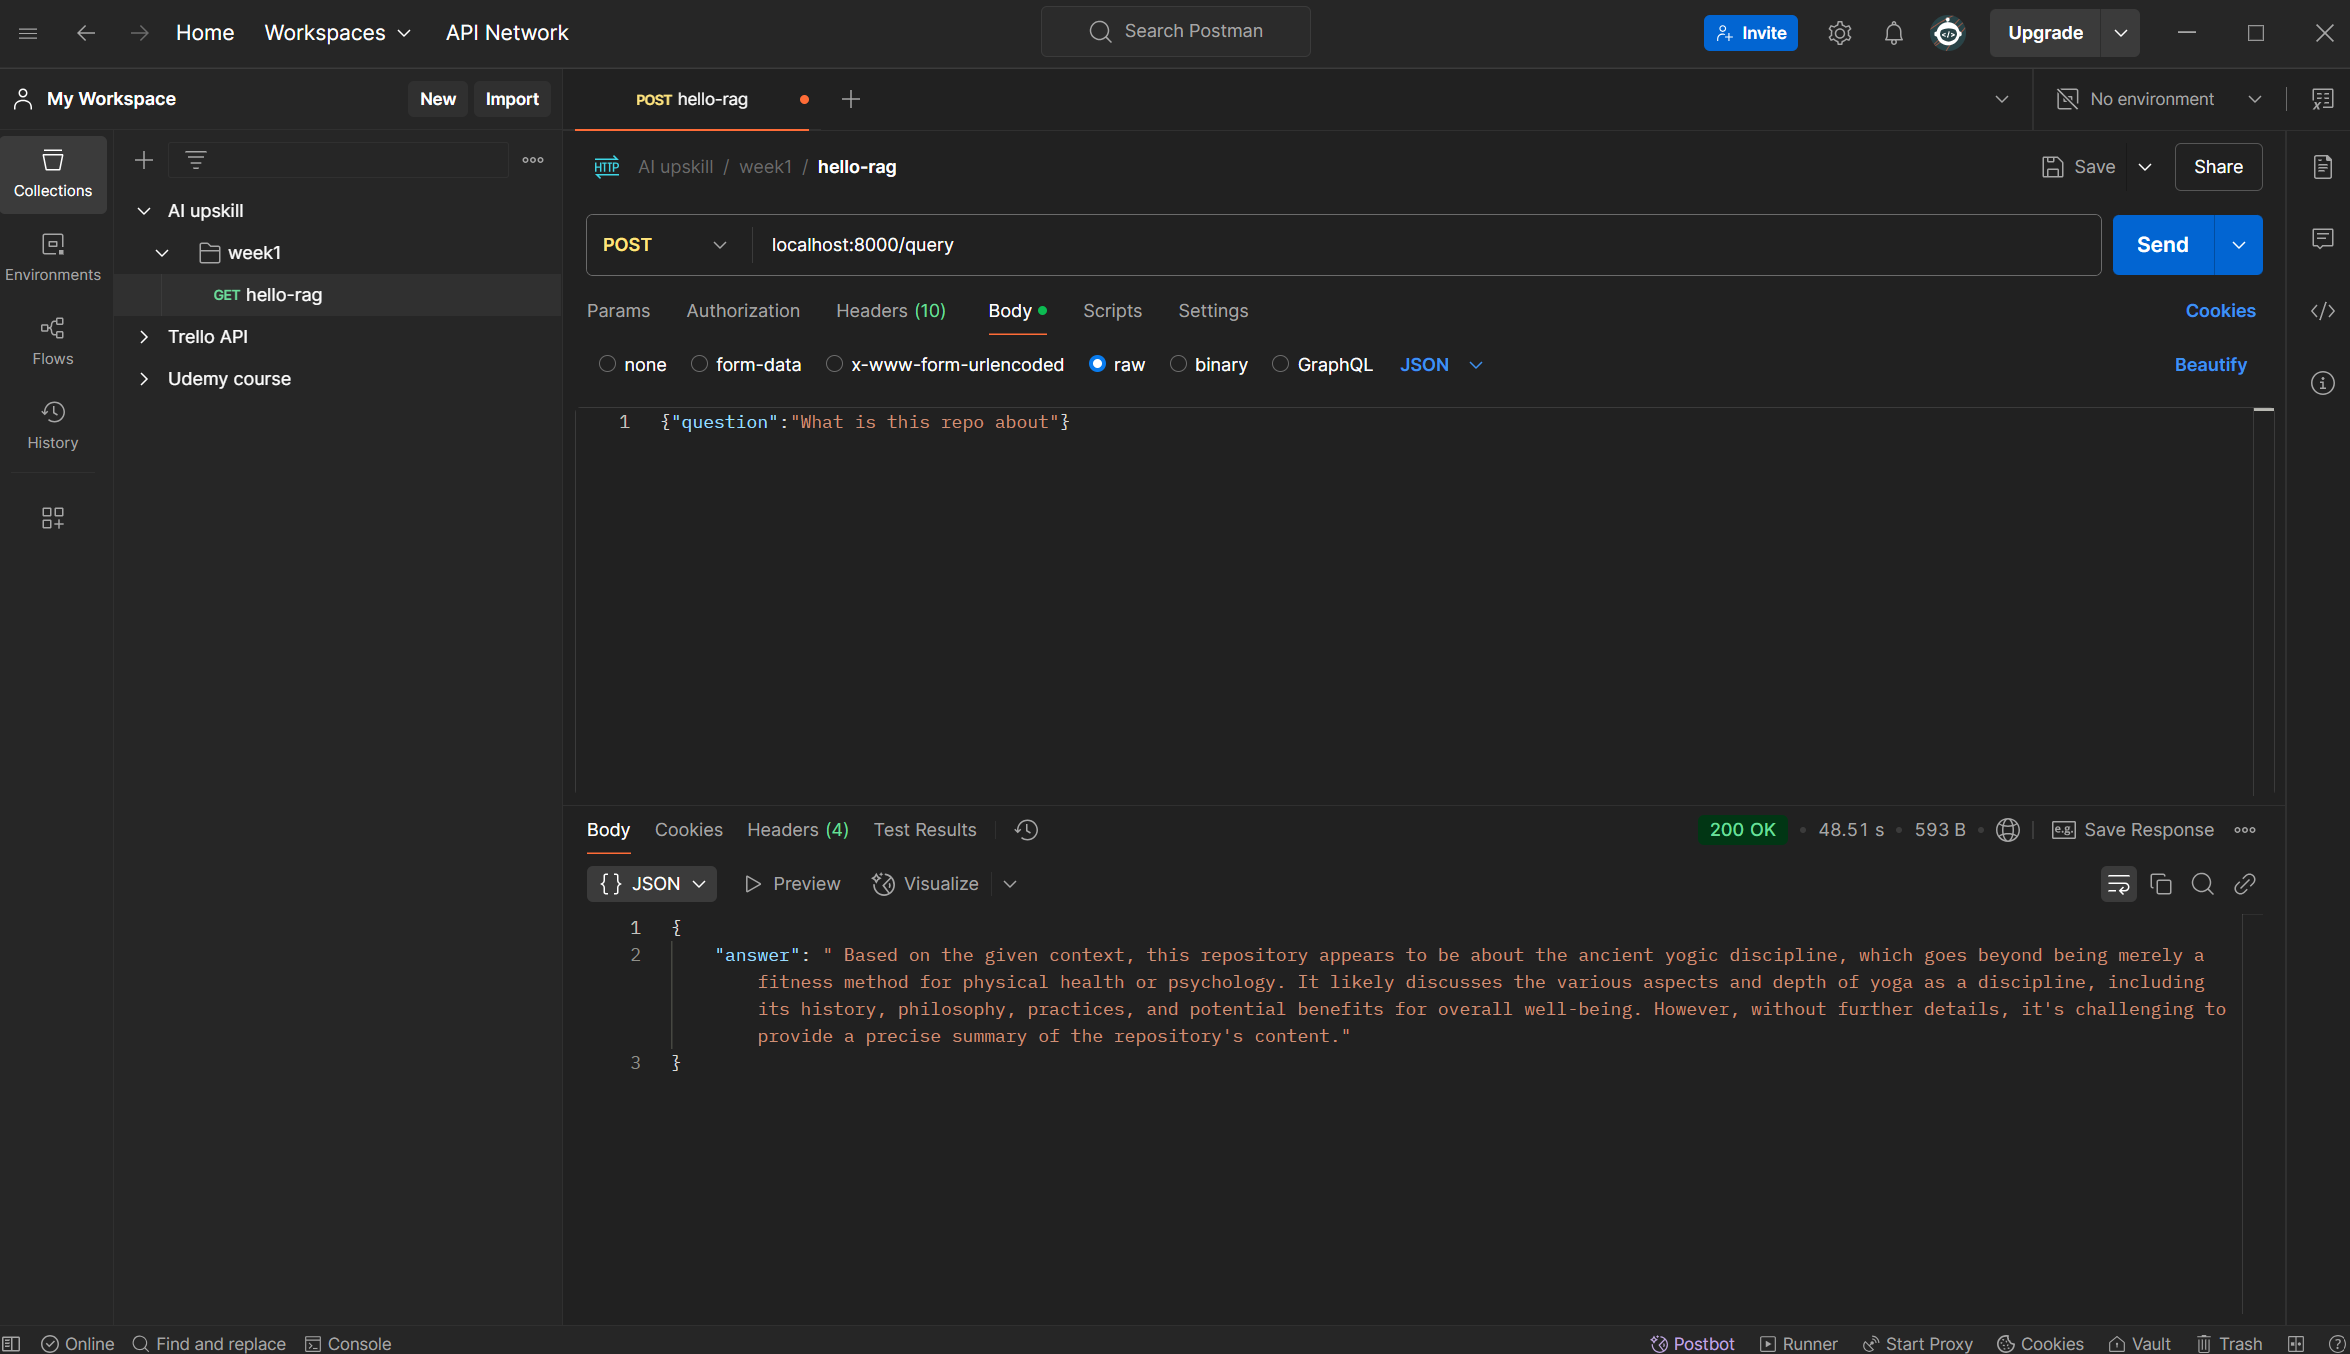 Home Workspaces API Network Search Postman Invite Upgrade
My Workspace New Import POST hello-rag No environment
Collections
Environments
Flows
History
AI upskill
week1
GET hello-rag
Trello API
Udemy course
HTTP AI upskill / week1 / hello-rag Save Share
POST localhost:8000/query Send
Params Authorization Headers (10) Body Scripts Settings Cookies
none form-data x-www-form-urlencoded raw binary GraphQL JSON Beautify
1 {"question":"What is this repo about"}
Body Cookies Headers (4) Test Results 200 OK • 48.51 s • 593 B • e.g. Save Response
{} JSON Preview Visualize
1 {
2 "answer": " Based on the given context, this repository appears to be about the ancient yogic discipline, which goes beyond being merely a
fitness method for physical health or psychology. It likely discusses the various aspects and depth of yoga as a discipline, including
its history, philosophy, practices, and potential benefits for overall well-being. However, without further details, it's challenging to
provide a precise summary of the repository's content."
3 }
Online Find and replace Console Postbot Runner Start Proxy Cookies Vault Trash